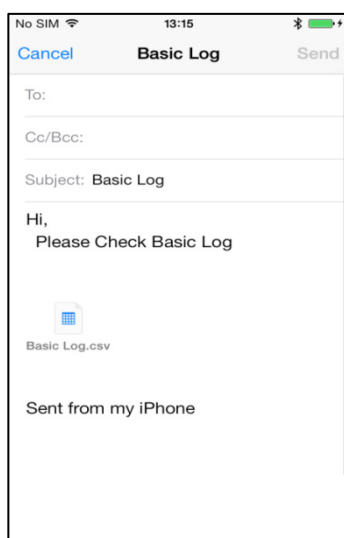 No SIM 13:15
Cancel Basic Log Send
To:
Cc/Bcc:
Subject: Basic Log
Hi,
Please Check Basic Log
Basic Log.csv
Sent from my iPhone